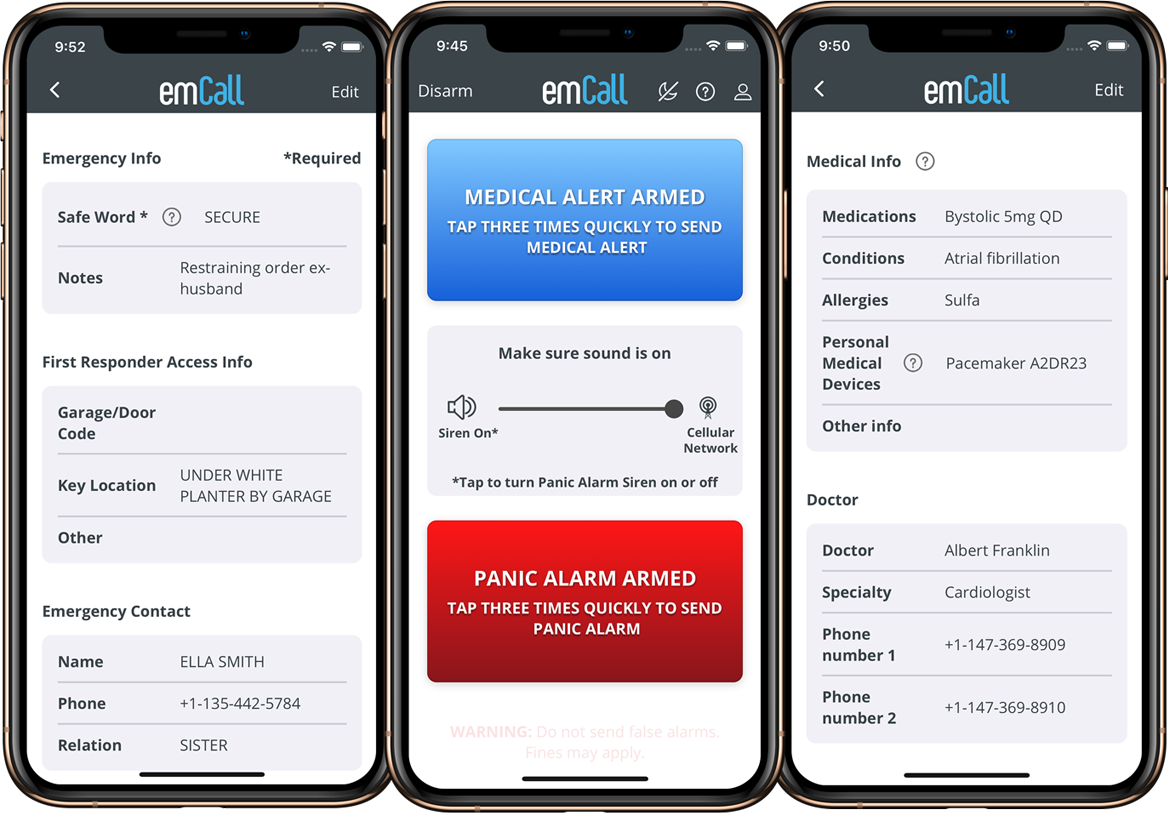 9:52
emCall
Edit
Emergency Info
*Required
Safe Word *
?
SECURE
Notes
Restraining order ex-
husband
First Responder Access Info
Garage/Door
Code
Key Location
UNDER WHITE
PLANTER BY GARAGE
Other
Emergency Contact
Name
ELLA SMITH
Phone
+1-135-442-5784
Relation
SISTER
9:45
Disarm
emCall
?
MEDICAL ALERT ARMED
TAP THREE TIMES QUICKLY TO SEND
MEDICAL ALERT
Make sure sound is on
Siren On*
Cellular
Network
*Tap to turn Panic Alarm Siren on or off
PANIC ALARM ARMED
TAP THREE TIMES QUICKLY TO SEND
PANIC ALARM
WARNING: Do not send false alarms.
Fines may apply.
9:50
emCall
Edit
Medical Info
?
Medications
Bystolic 5mg QD
Conditions
Atrial fibrillation
Allergies
Sulfa
Personal
Medical
Devices
?
Pacemaker A2DR23
Other info
Doctor
Doctor
Albert Franklin
Specialty
Cardiologist
Phone
number 1
+1-147-369-8909
Phone
number 2
+1-147-369-8910